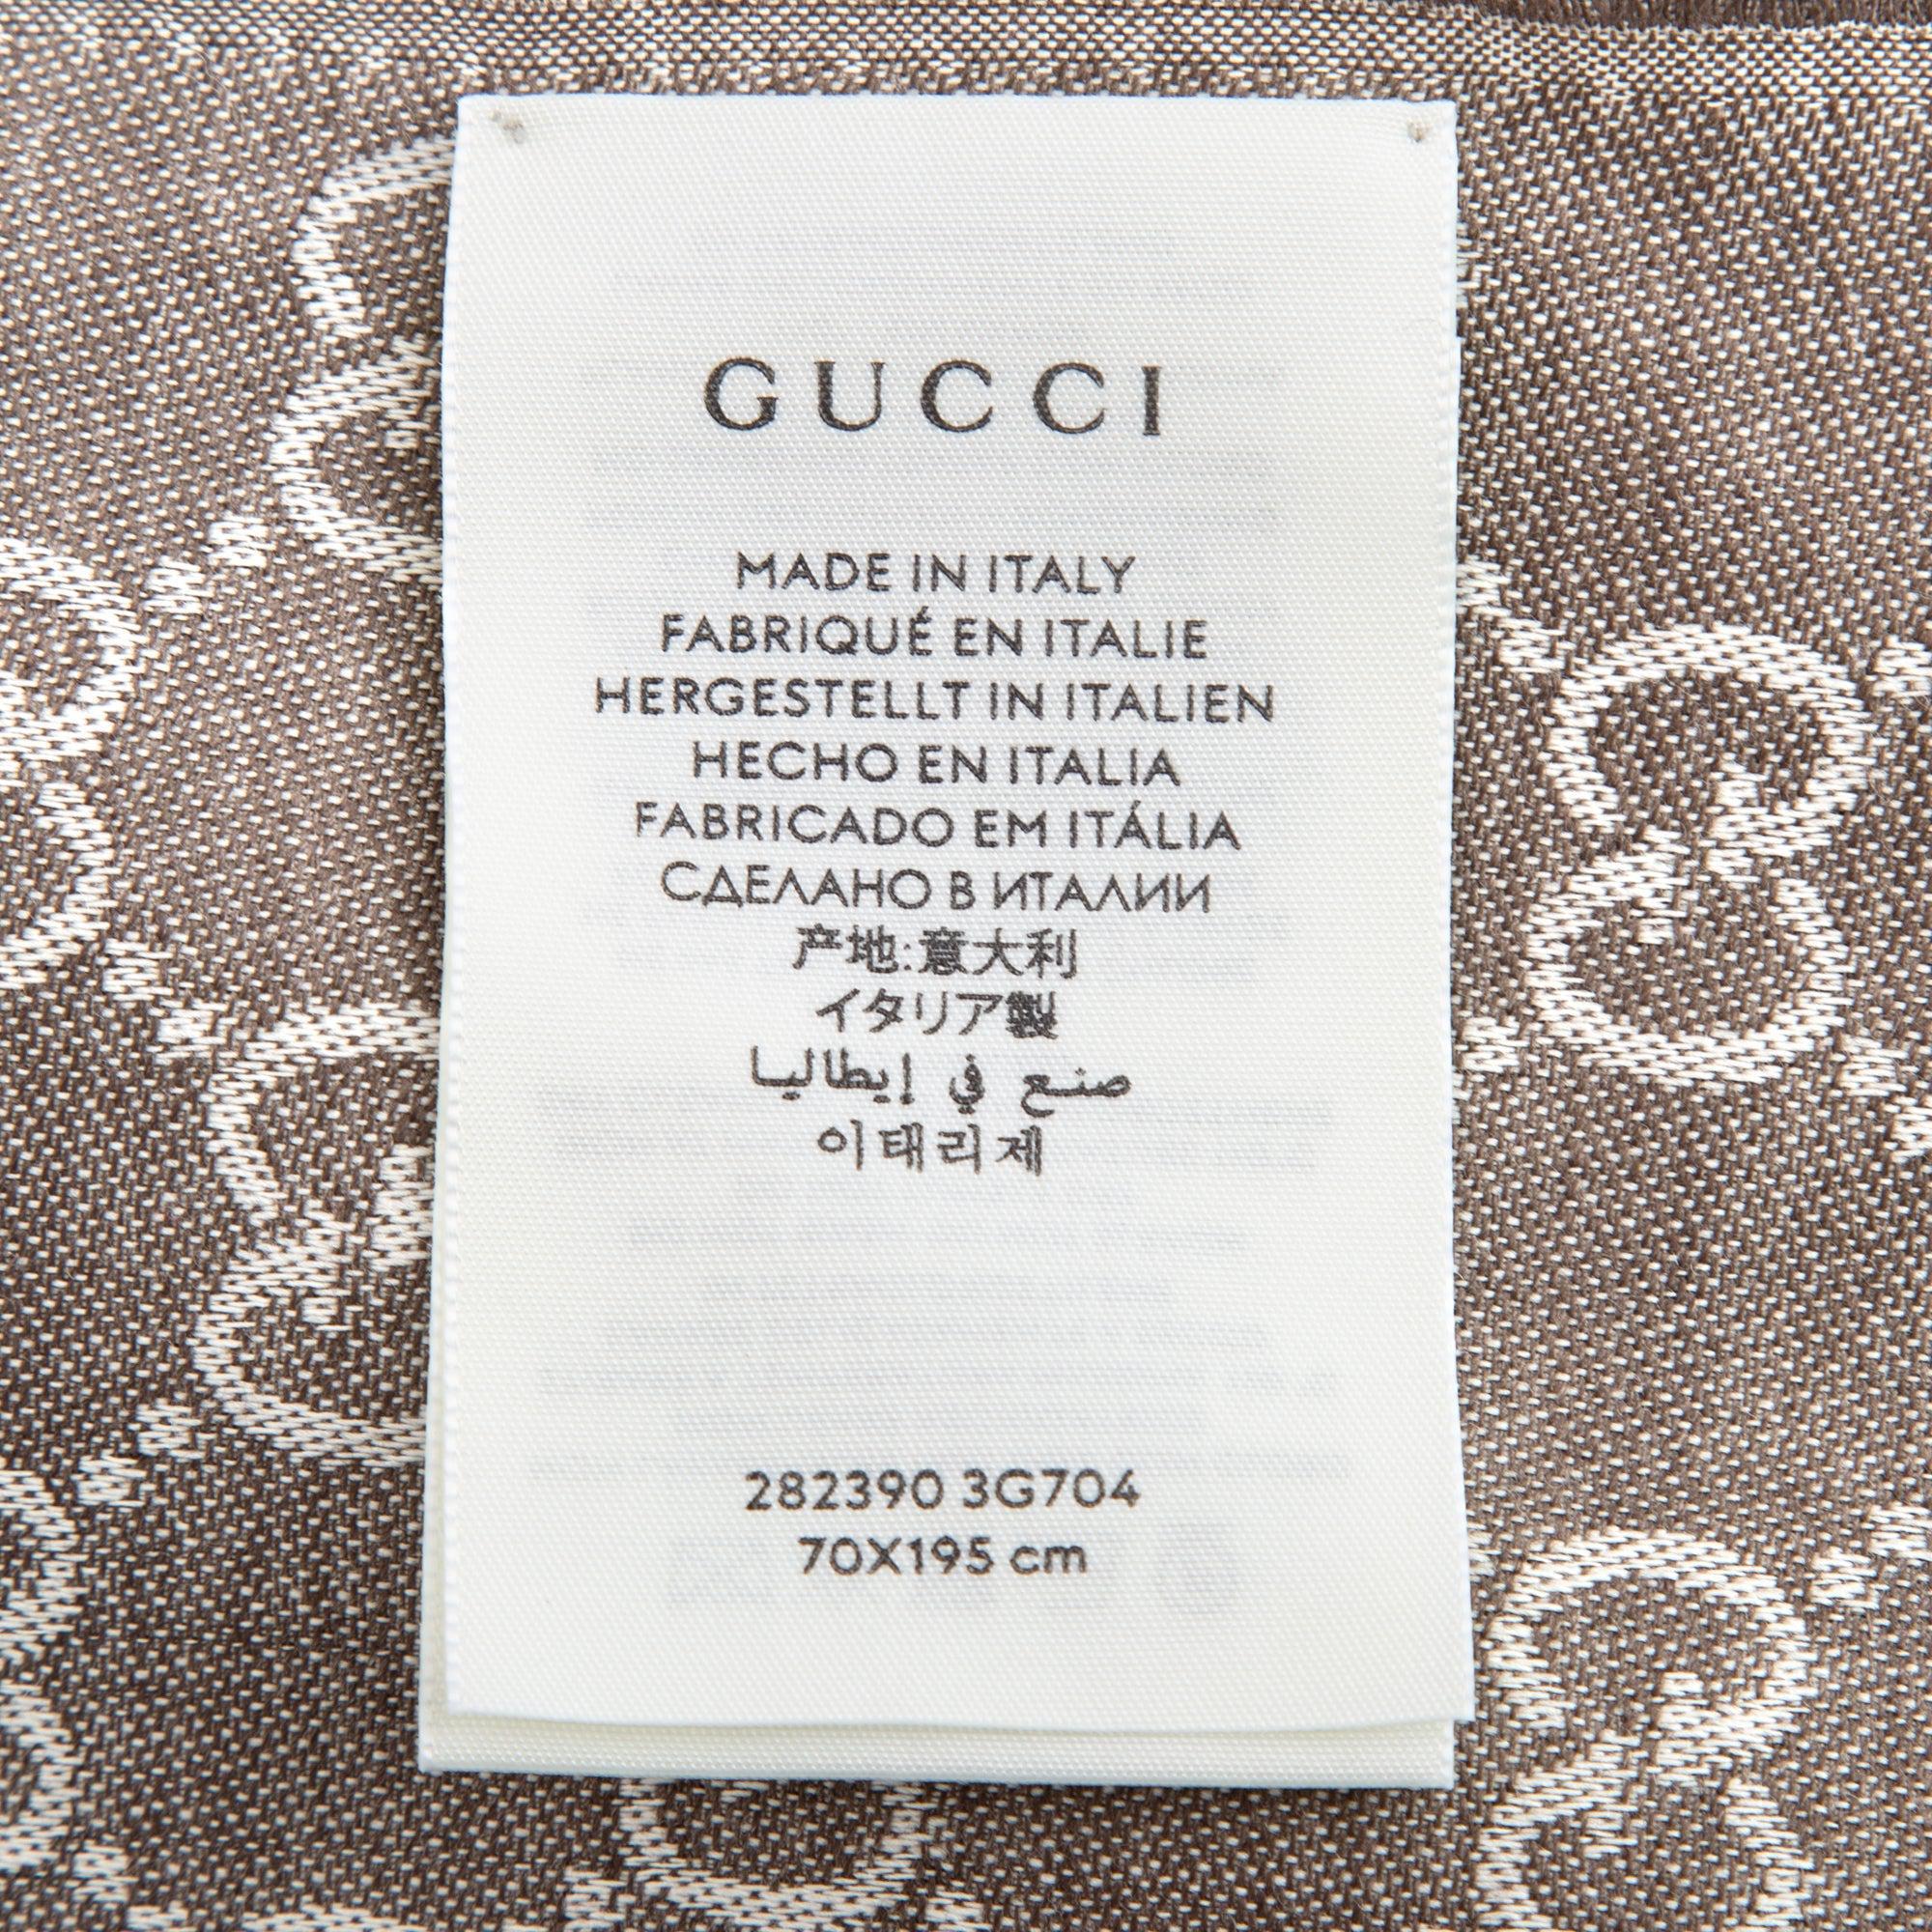 GUCCI
MADE IN ITALY
FABRIQUÉ EN ITALIE
HERGESTELLT IN ITALIEN
HECHO EN ITALIA
FABRICADO EM ITÁLIA
СДЕЛАНО В ИТАЛИИ
产地:意大利
イタリア製
صنع في إيطاليا
이태리제
282390 3G704
70X195 cm